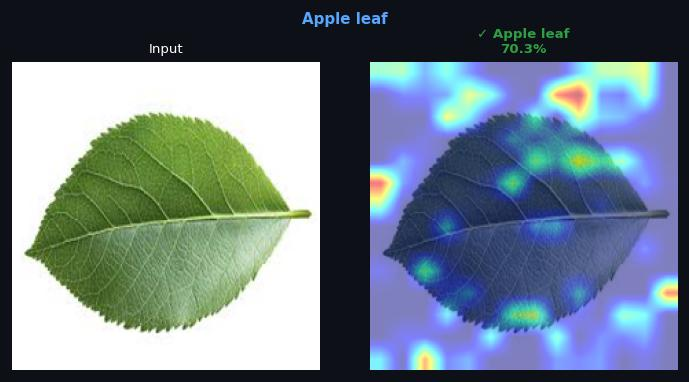 Apple leaf
Input
✓ Apple leaf
70.3%